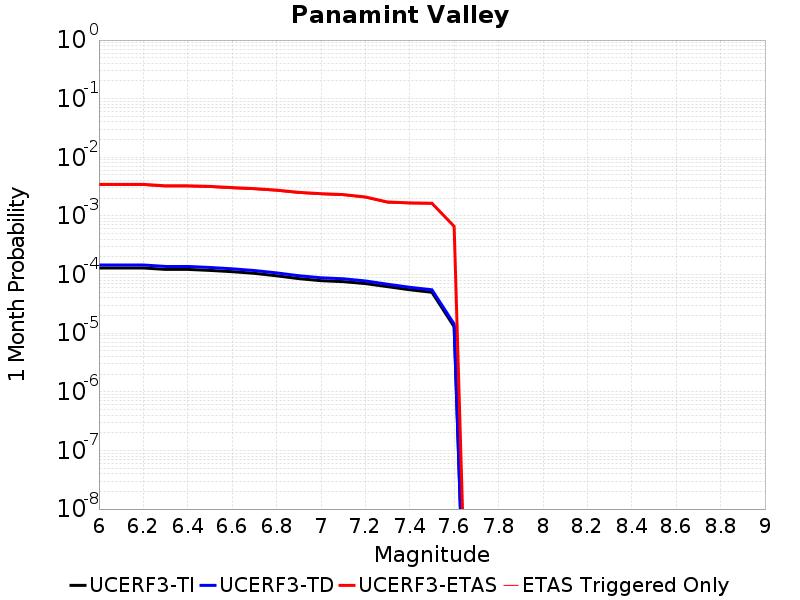 Panamint Valley
1 Month Probability
10^0
10^-1
10^-2
10^-3
10^-4
10^-5
10^-6
10^-7
10^-8
6 6.2 6.4 6.6 6.8 7 7.2 7.4 7.6 7.8 8 8.2 8.4 8.6 8.8 9
Magnitude
UCERF3-TI UCERF3-TD UCERF3-ETAS ETAS Triggered Only